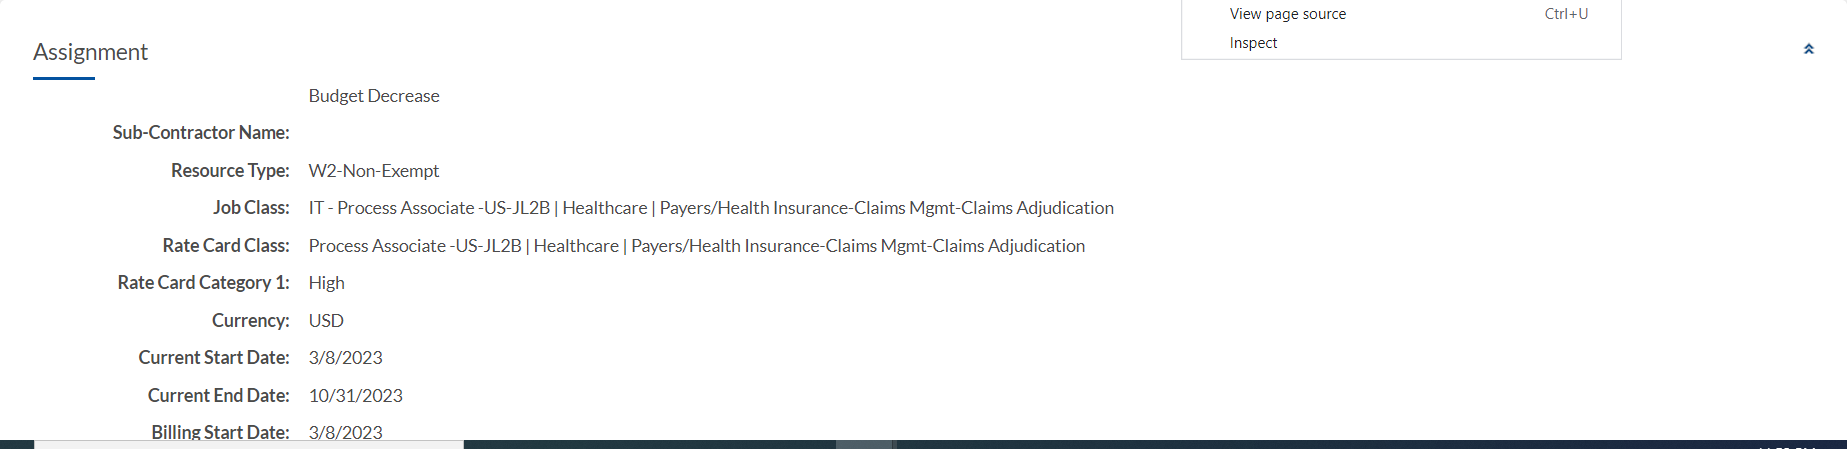 View page source Ctrl+U
Inspect
Assignment
Budget Decrease
Sub-Contractor Name:
Resource Type: W2-Non-Exempt
Job Class: IT - Process Associate -US-JL2B | Healthcare | Payers/Health Insurance-Claims Mgmt-Claims Adjudication
Rate Card Class: Process Associate -US-JL2B | Healthcare | Payers/Health Insurance-Claims Mgmt-Claims Adjudication
Rate Card Category 1: High
Currency: USD
Current Start Date: 3/8/2023
Current End Date: 10/31/2023
Billing Start Date: 3/8/2023